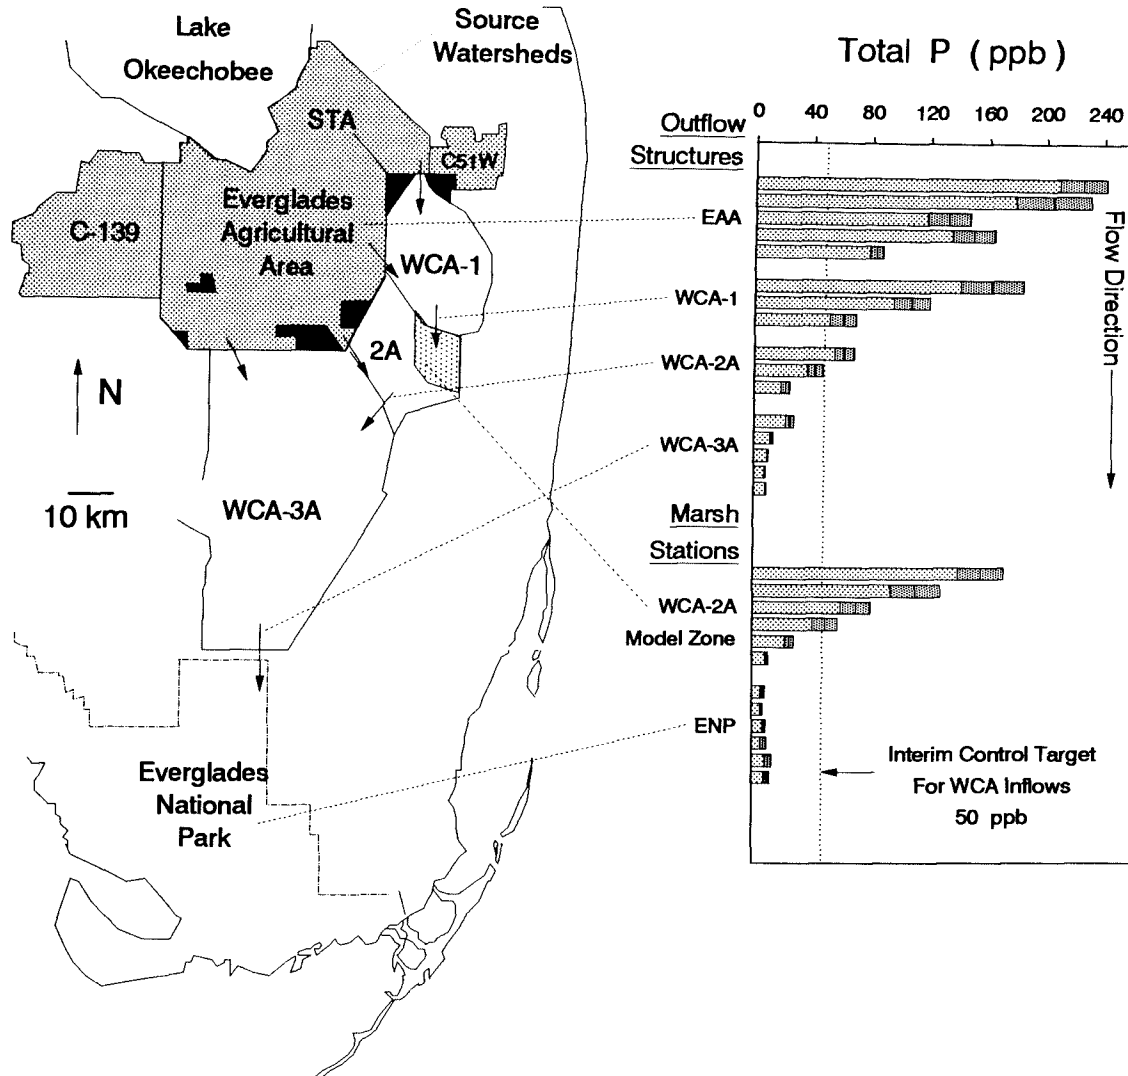 Lake
Okeechobee
Source
Watersheds
STA
C51W
C-139
Everglades
Agricultural
Area
WCA-1
2A
N
10 km
WCA-3A
Everglades
National
Park
Total P ( ppb )
0 40 80 120 160 200 240
Outflow
Structures
EAA
WCA-1
WCA-2A
WCA-3A
Marsh
Stations
WCA-2A
Model Zone
ENP
Flow Direction
Interim Control Target
For WCA Inflows
50 ppb